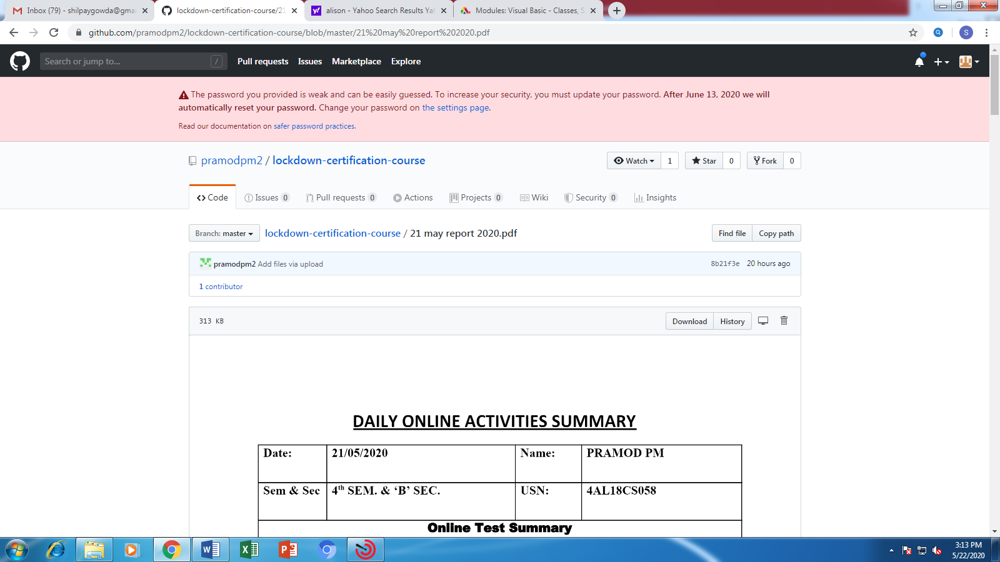 Inbox (79) - shilpaygowda@gma
lockdown-certification-course/21
alison - Yahoo Search Results Yah
Modules: Visual Basic - Classes, S
github.com/pramodpm2/lockdown-certification-course/blob/master/21%20may%20report%202020.pdf
S
Search or jump to...
/
Pull requests
Issues
Marketplace
Explore
The password you provided is weak and can be easily guessed. To increase your security, you must update your password. After June 13, 2020 we will
automatically reset your password. Change your password on the settings page.
Read our documentation on safer password practices.
pramodpm2 / lockdown-certification-course
Watch 1
Star 0
Fork 0
Code
Issues 0
Pull requests 0
Actions
Projects 0
Wiki
Security 0
Insights
Branch: master
lockdown-certification-course / 21 may report 2020.pdf
Find file
Copy path
pramodpm2 Add files via upload
8b21f3e 20 hours ago
1 contributor
313 KB
Download
History
DAILY ONLINE ACTIVITIES SUMMARY
Date: 21/05/2020 Name: PRAMOD PM
Sem & Sec 4th SEM. & ‘B’ SEC. USN: 4AL18CS058
Online Test Summary
3:13 PM
5/22/2020